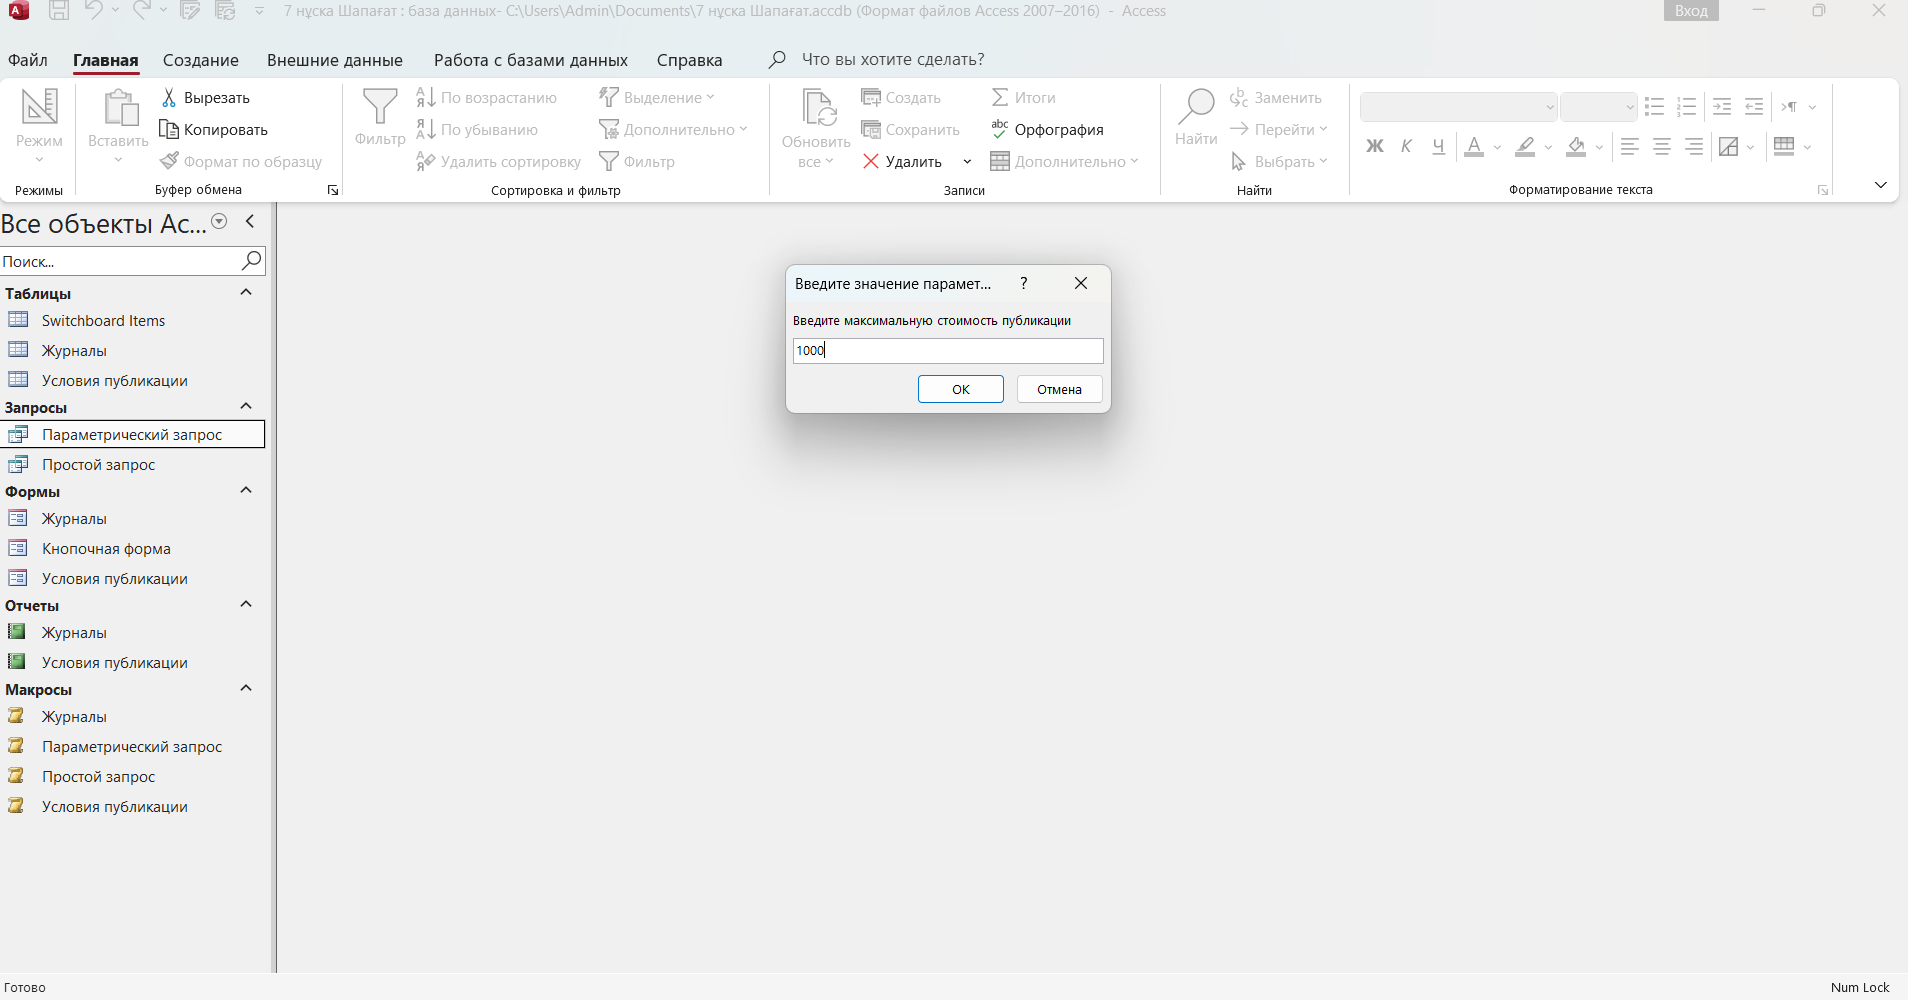 7 нұска Шапағат : база данных- C:\Users\Admin\Documents\7 нұска Шапағат.accdb (Формат файлов Access 2007–2016) - Access
Вход
Файл Главная Создание Внешние данные Работа с базами данных Справка Что вы хотите сделать?
Режим
Режимы
Вставить
Вырезать
Копировать
Формат по образцу
Буфер обмена
Фильтр
По возрастанию
По убыванию
Удалить сортировку
Выделение
Дополнительно
Фильтр
Сортировка и фильтр
Обновить
все
Создать
Сохранить
Удалить
Итоги
Орфография
Дополнительно
Записи
Найти
Заменить
Перейти
Выбрать
Найти
Ж К Ч А
Форматирование текста
Все объекты Ac...
Поиск...
Таблицы
Switchboard Items
Журналы
Условия публикации
Запросы
Параметрический запрос
Простой запрос
Формы
Журналы
Кнопочная форма
Условия публикации
Отчеты
Журналы
Условия публикации
Макросы
Журналы
Параметрический запрос
Простой запрос
Условия публикации
Введите значение парамет... ?
Введите максимальную стоимость публикации
1000
ОК Отмена
Готово
Num Lock